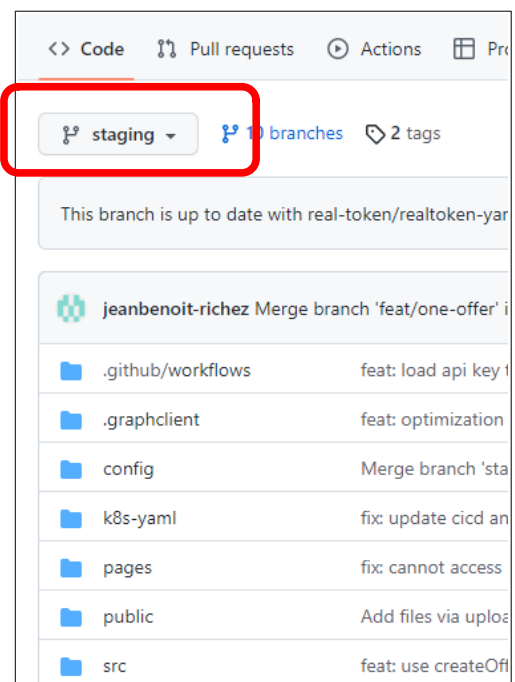 <> Code Pull requests Actions
staging 10 branches 2 tags
This branch is up to date with real-token/realtoken-yar
jeanbenoit-richez Merge branch 'feat/one-offer' i
.github/workflows feat: load api key
.graphclient feat: optimization
config Merge branch 'sta
k8s-yaml fix: update cicd an
pages fix: cannot access
public Add files via uploa
src feat: use createOff